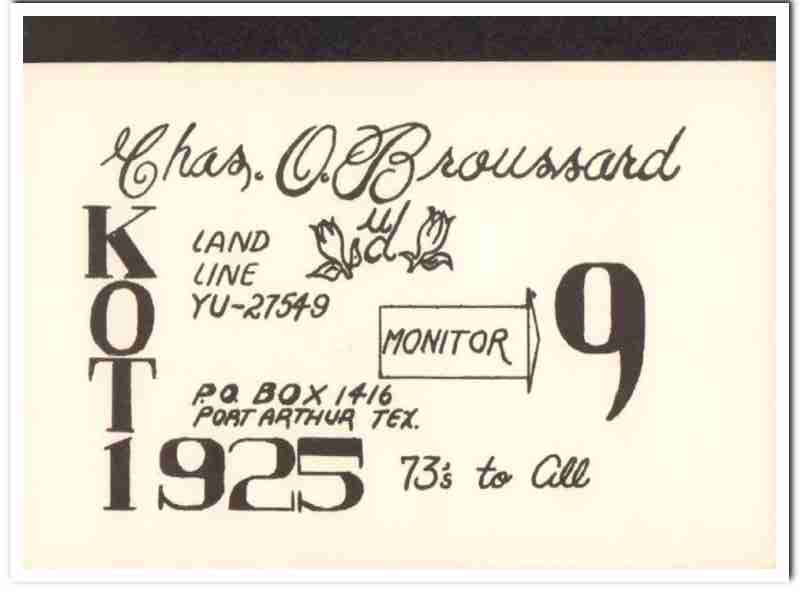 Chas. O. Broussard
KOT
1925
LAND
LINE
YU-27549
MONITOR
9
P.O. BOX 1416
PORT ARTHUR TEX.
73's to All